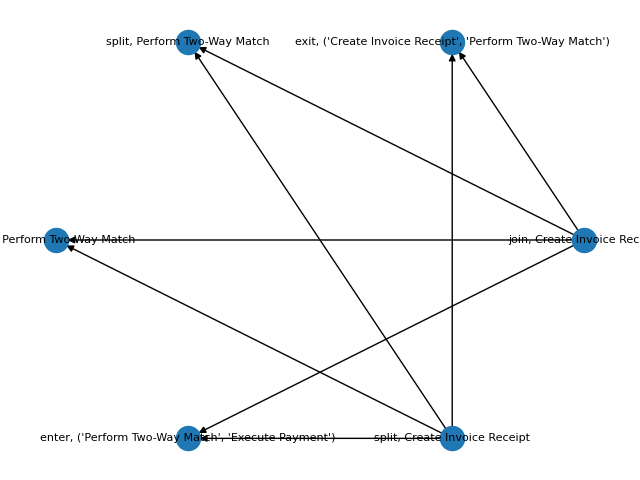 split, Perform Two-Way Match
exit, ('Create Invoice Receipt', 'Perform Two-Way Match')
Perform Two-Way Match
join, Create Invoice Rec
enter, ('Perform Two-Way Match', 'Execute Payment')
split, Create Invoice Receipt